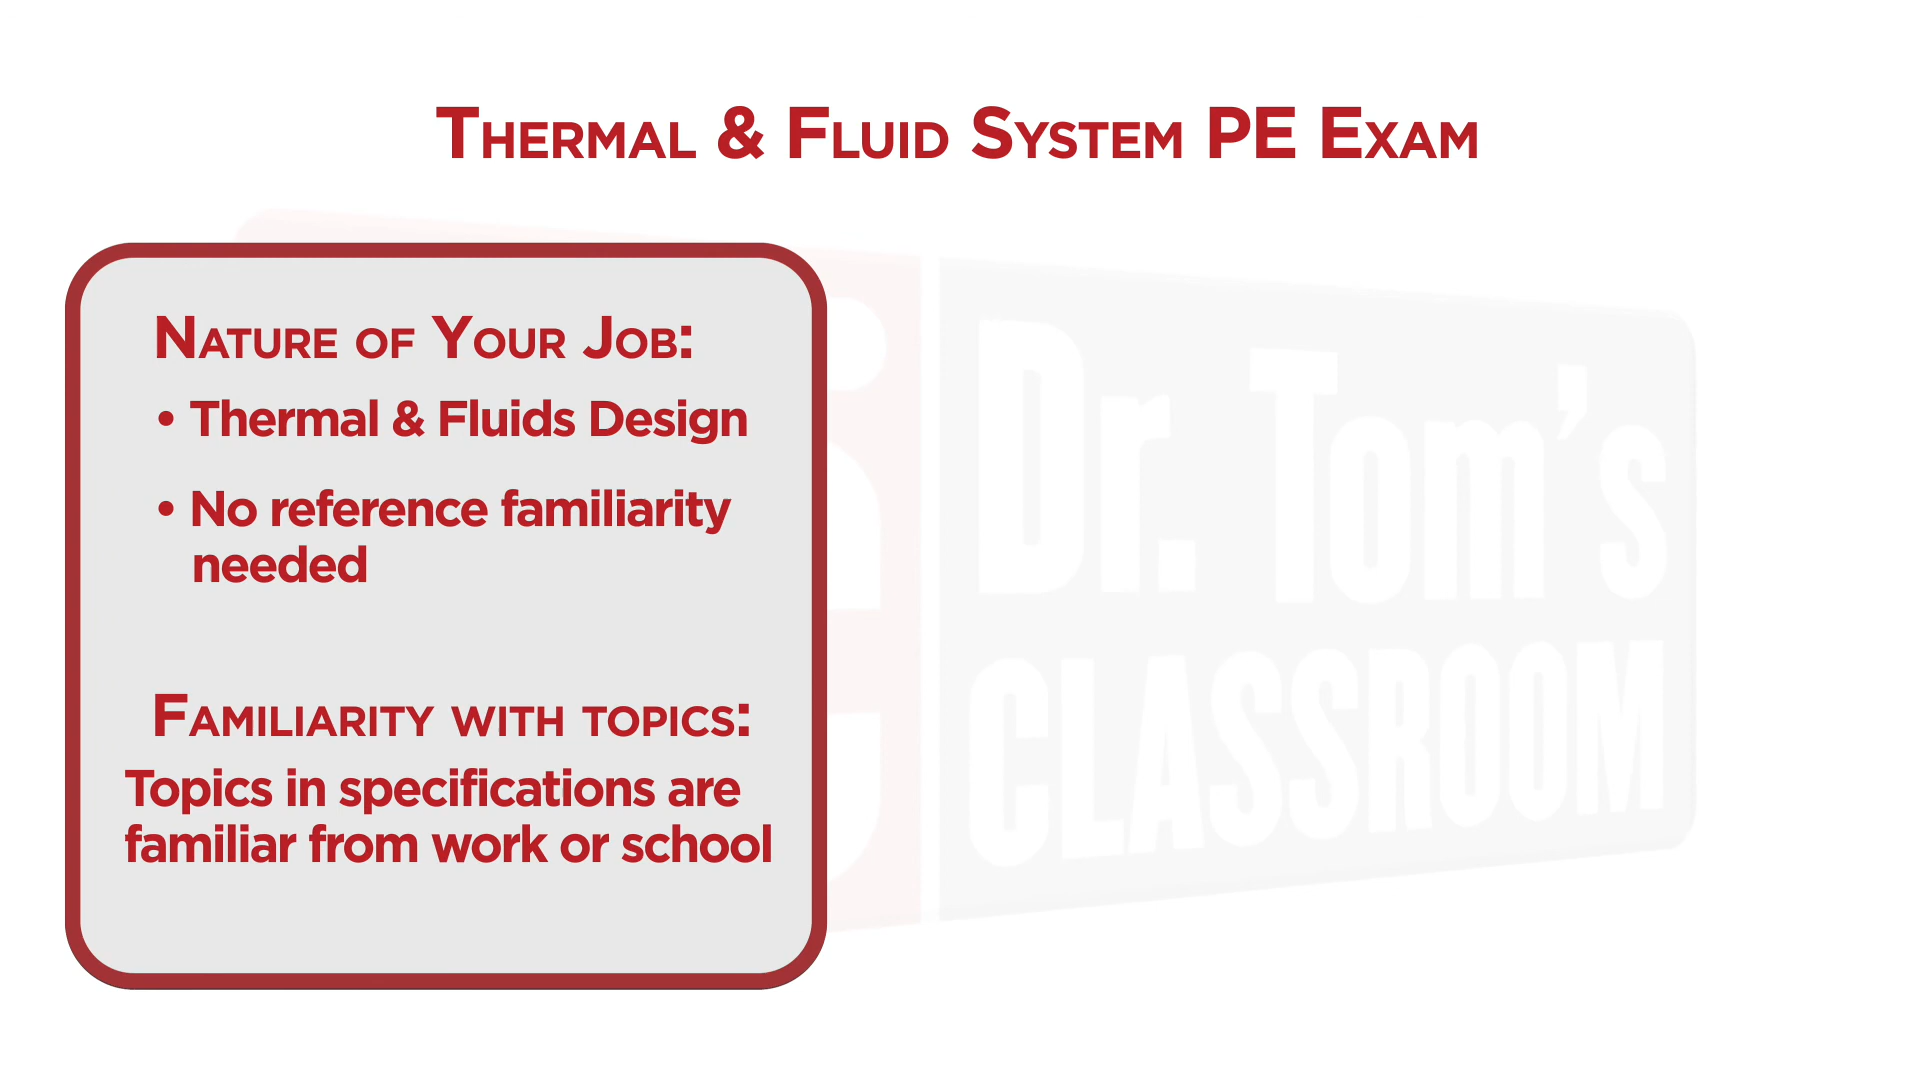 Thermal & Fluid System PE Exam
Nature of Your Job:
• Thermal & Fluids Design
• No reference familiarity
needed
Familiarity with topics:
Topics in specifications are
familiar from work or school
Dr. Tom's
CLASSROOM